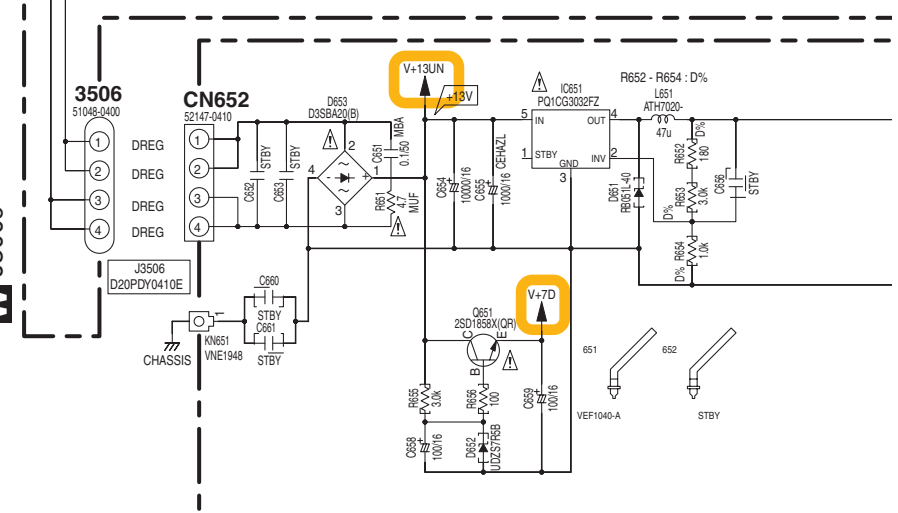 V+13UN
+13V
3506
51048-0400
1
2
3
4
DREG
DREG
DREG
DREG
CN652
52147-0410
1
2
3
4
J3506
D20PDY0410E
C652
STBY
C653
STBY
D653
D3SBA20(B)
2
4
1
3
~
-
+
~
C651
0.1/50
MBA
R651
4.7
MUF
C654
10000/16
C655
1000/16
CEHAZL
IC651
PQ1CG3032FZ
5
IN
OUT
4
1
STBY
INV
2
GND
3
R652 - R654 : D%
L651
ATH7020-
47u
D651
RB051L-40
R652
180
D%
R653
3.0k
D%
R654
1.0k
D%
C656
STBY
C660
STBY
C661
STBY
1
KN651
VNE1948
CHASSIS
V+7D
Q651
2SD1858X(QR)
C
E
B
R655
3.0k
R656
100
C659
100/16
C658
100/16
D652
UDZS7R5B
651
652
VEF1040-A
STBY